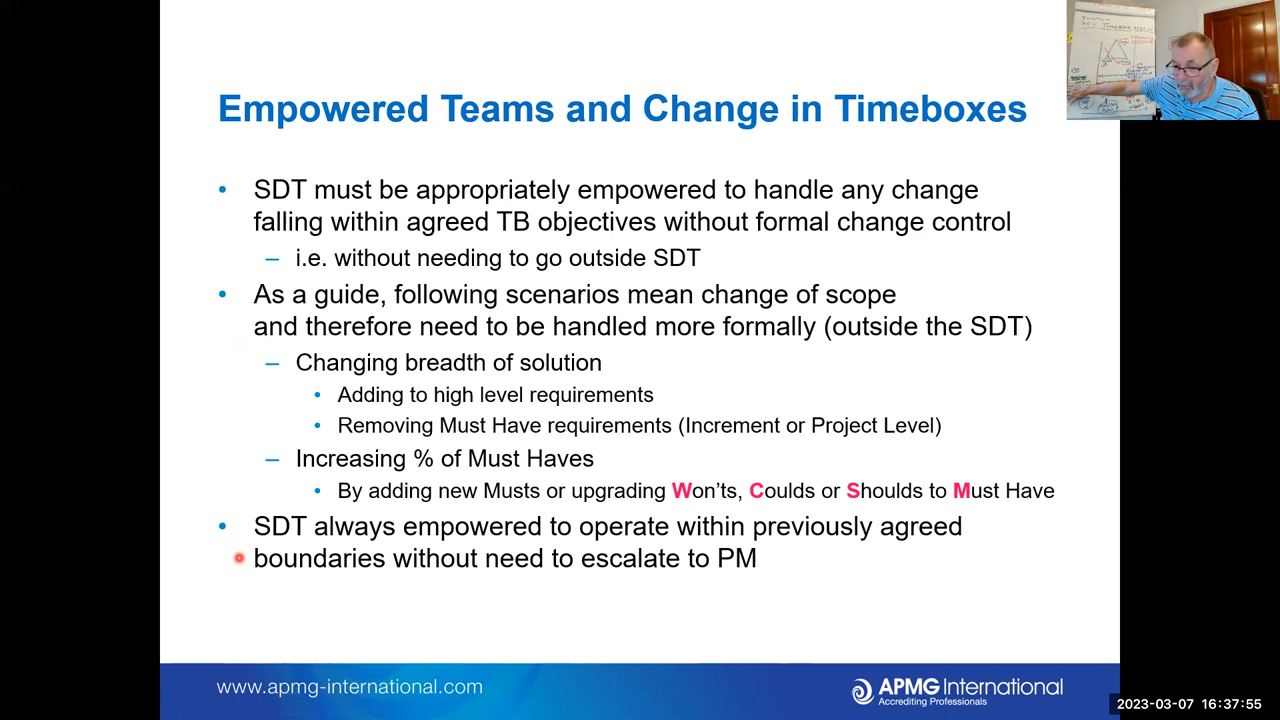 Empowered Teams and Change in Timeboxes
• SDT must be appropriately empowered to handle any change
falling within agreed TB objectives without formal change control
– i.e. without needing to go outside SDT
• As a guide, following scenarios mean change of scope
and therefore need to be handled more formally (outside the SDT)
– Changing breadth of solution
• Adding to high level requirements
• Removing Must Have requirements (Increment or Project Level)
– Increasing % of Must Haves
• By adding new Musts or upgrading Won'ts, Coulds or Shoulds to Must Have
• SDT always empowered to operate within previously agreed
boundaries without need to escalate to PM
www.apmg-international.com
APMG International
Accrediting Professionals
2023-03-07 16:37:55